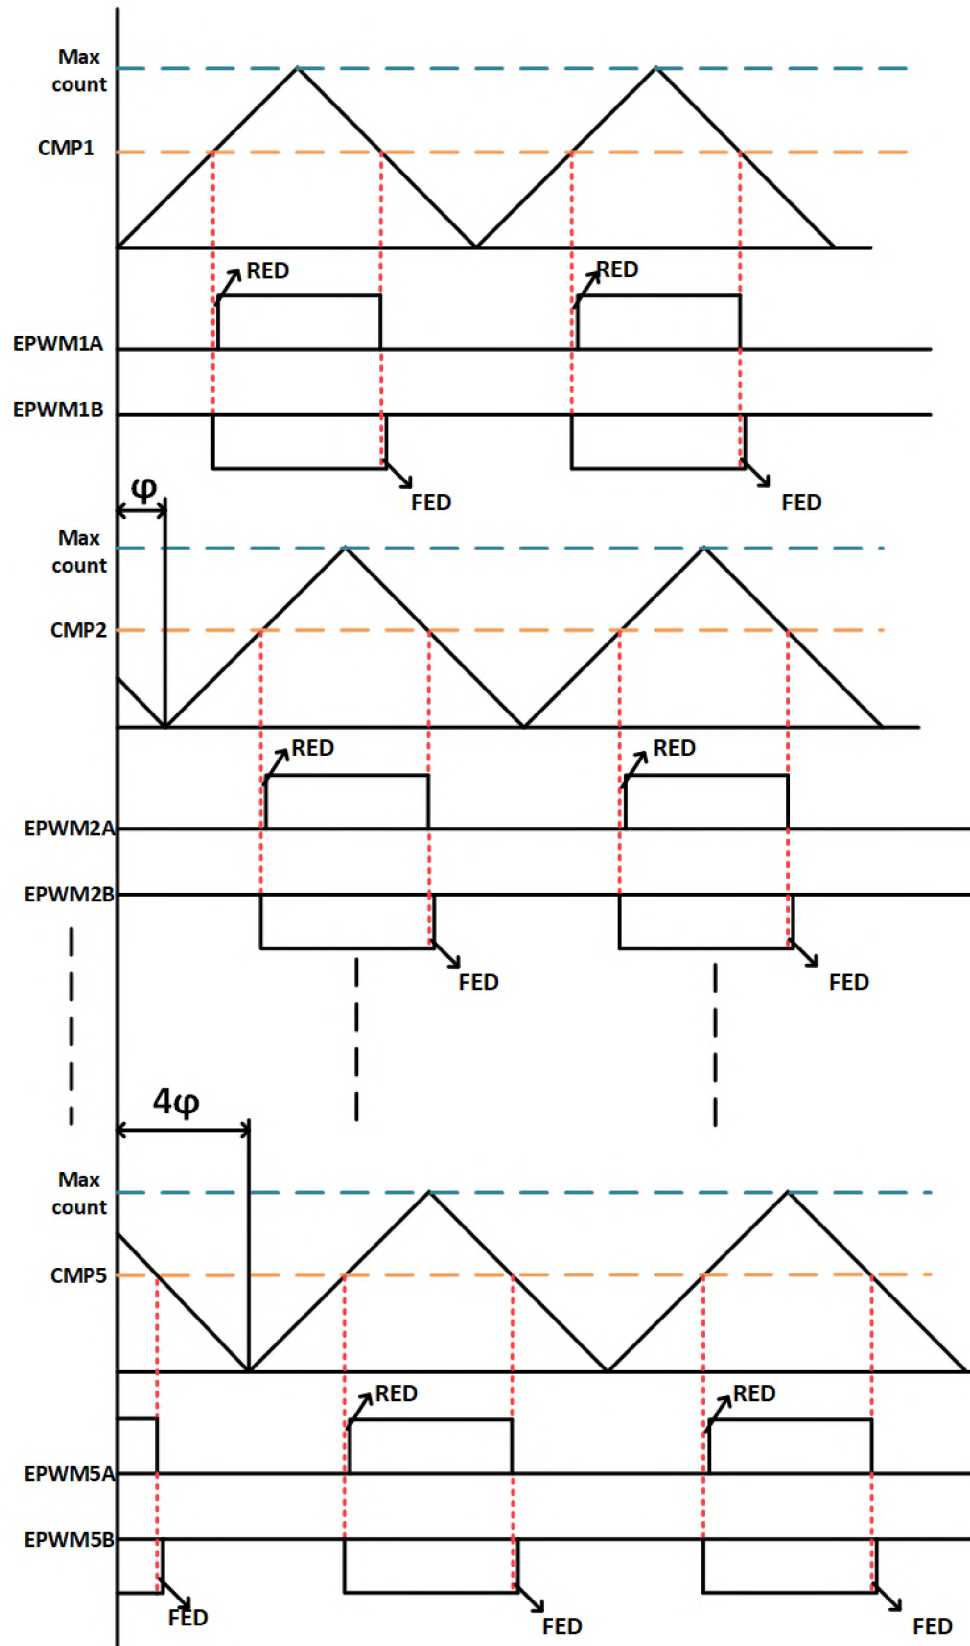 Max
count
CMP1
RED
RED
EPWM1A
EPWM1B
FED
FED
φ
Max
count
CMP2
RED
RED
EPWM2A
EPWM2B
FED
FED
4φ
Max
count
CMP5
RED
RED
EPWM5A
EPWM5B
FED
FED
FED